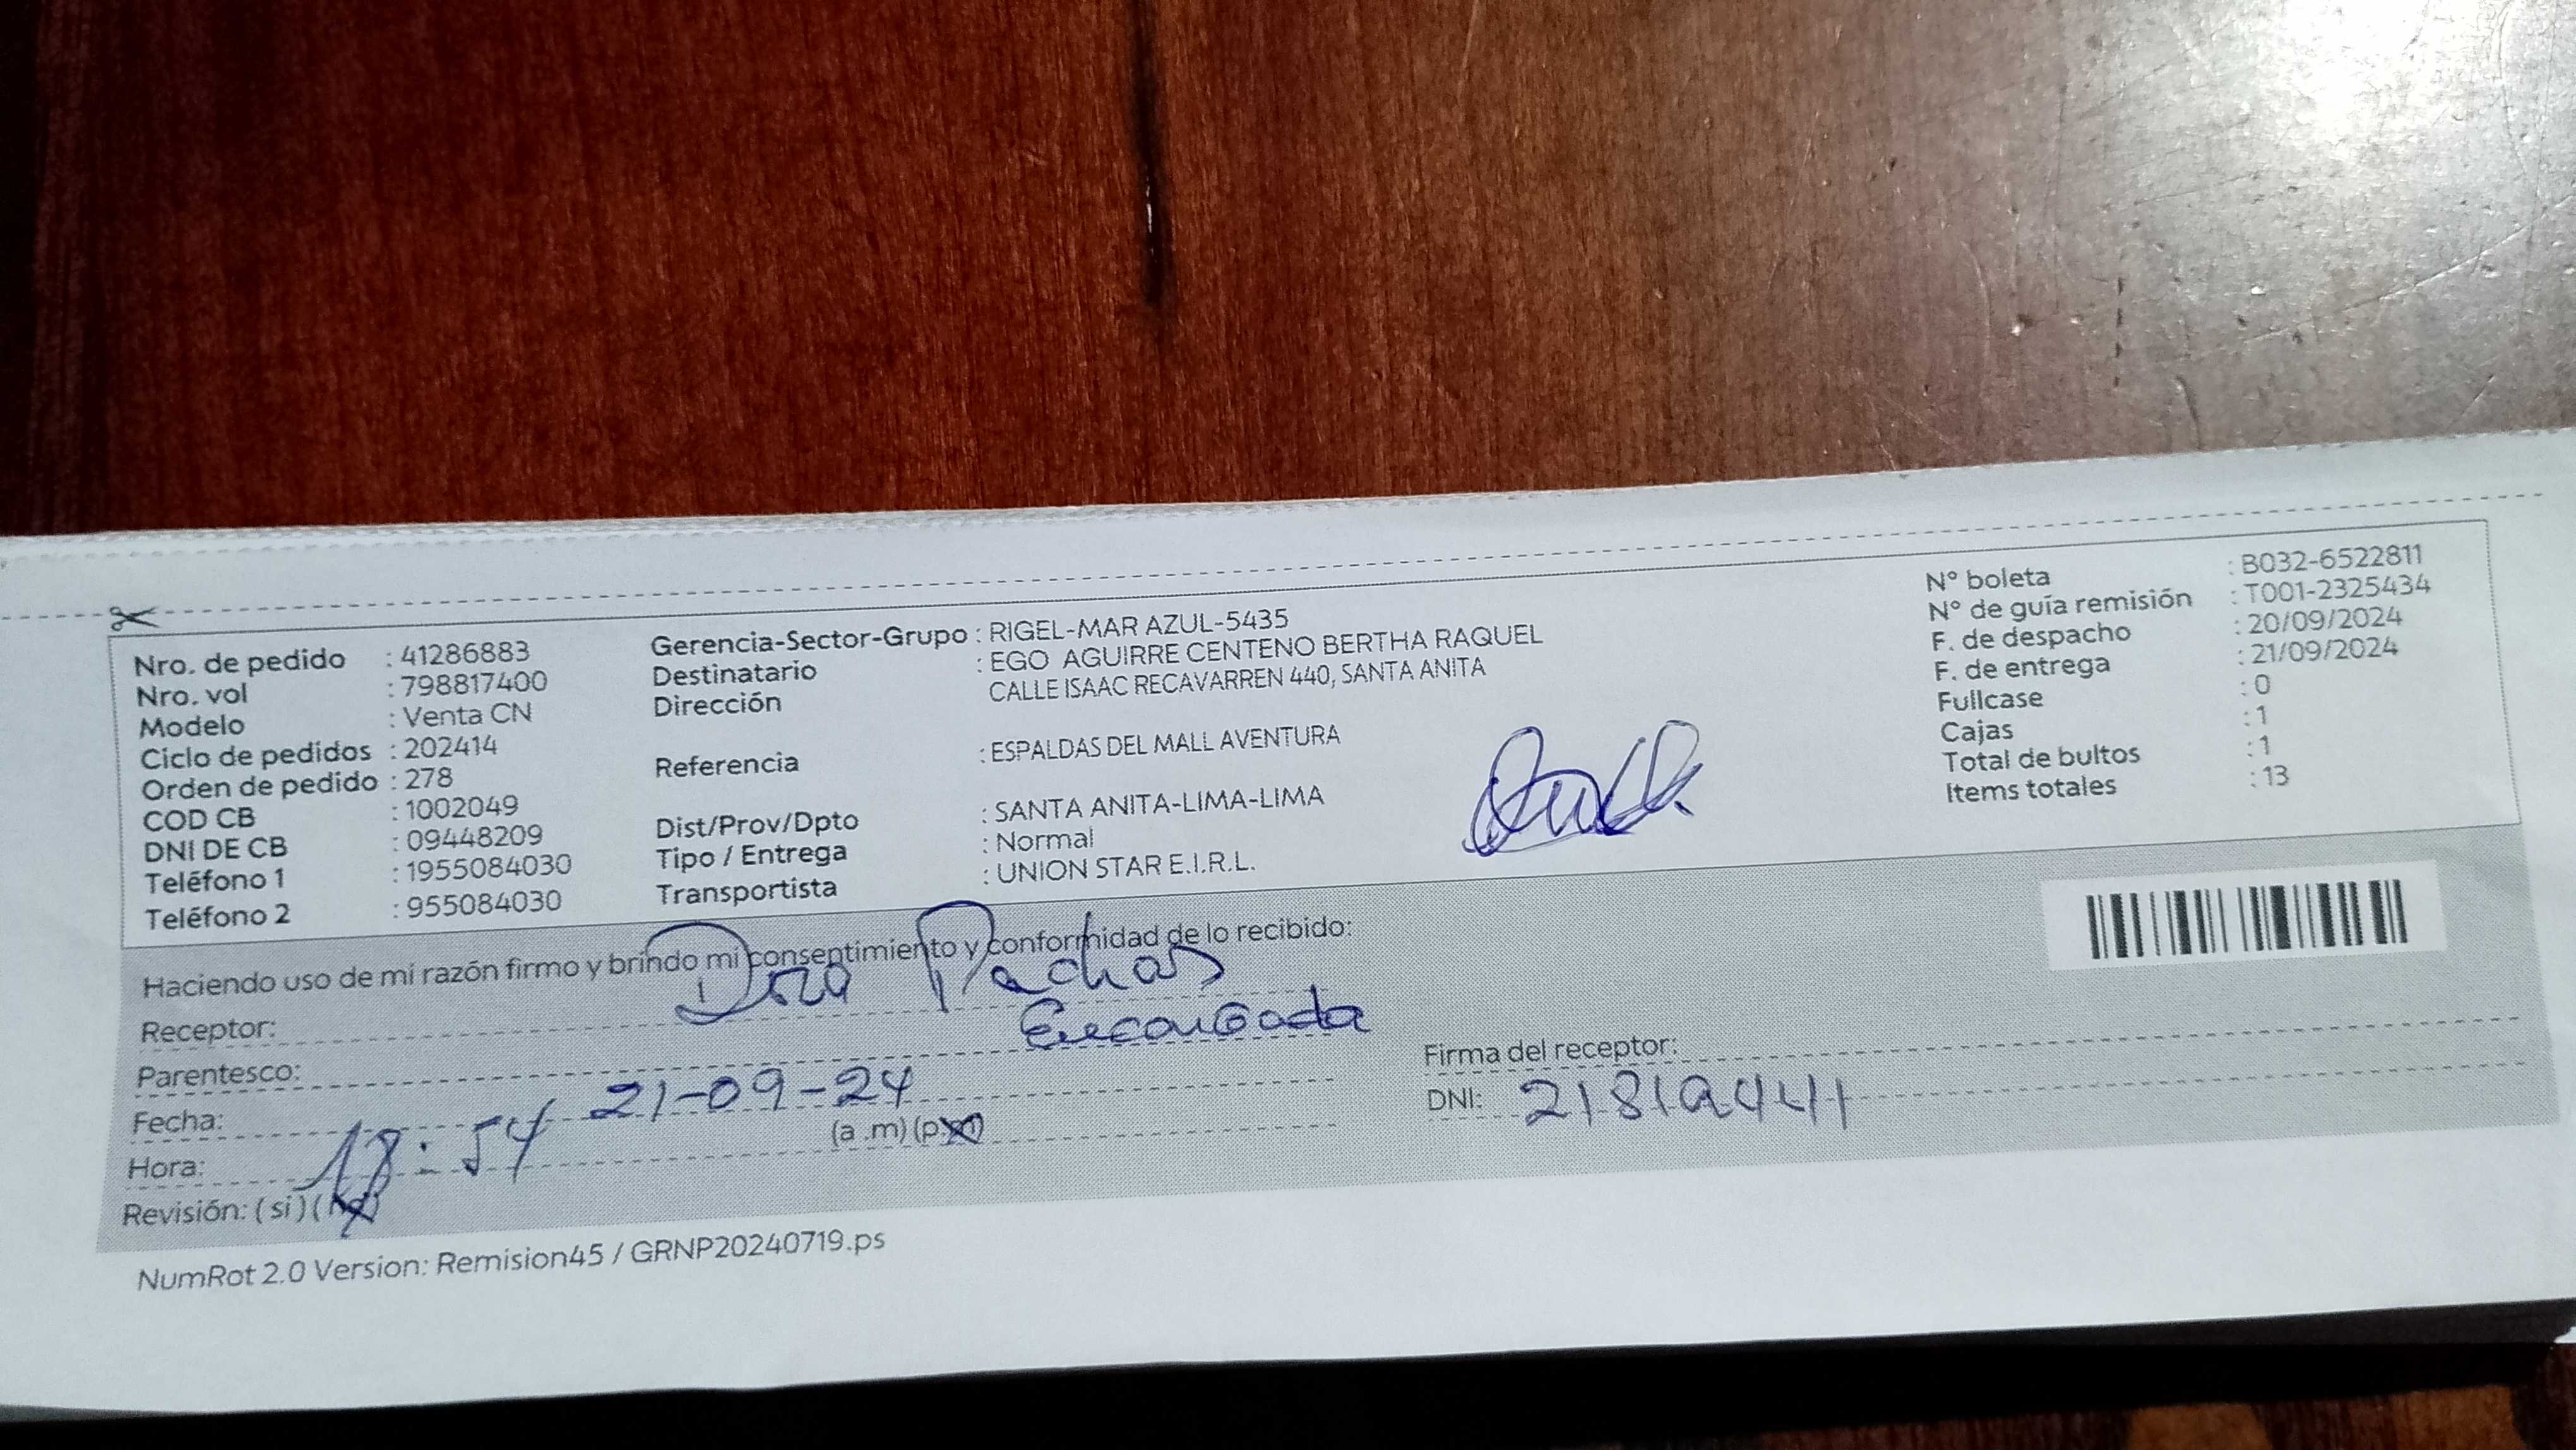 Nro. de pedido : 41286883
Nro. vol : 798817400
Modelo : Venta CN
Ciclo de pedidos : 202414
Orden de pedido : 278
COD CB : 1002049
DNI DE CB : 09448209
Teléfono 1 : 1955084030
Teléfono 2 : 955084030
Gerencia-Sector-Grupo : RIGEL-MAR AZUL-5435
Destinatario : EGO AGUIRRE CENTENO BERTHA RAQUEL
Dirección CALLE ISAAC RECAVARREN 440, SANTA ANITA
Referencia : ESPALDAS DEL MALL AVENTURA
Dist/Prov/Dpto : SANTA ANITA-LIMA-LIMA
Tipo / Entrega : Normal
Transportista : UNION STAR E.I.R.L.
N° boleta : B032-6522811
N° de guía remisión : T001-2325434
F. de despacho : 20/09/2024
F. de entrega : 21/09/2024
Fullcase : 0
Cajas : 1
Total de bultos : 1
Items totales : 13
Haciendo uso de mi razón firmo y brindo mi consentimiento y conformidad de lo recibido:
Receptor: Pachas
Parentesco: Encargada
Fecha: 21-09-24
Hora: 18:54 (a .m) (p.m)
Revisión: ( si ) ( no )
Firma del receptor:
DNI: 21819441
NumRot 2.0 Version: Remision45 / GRNP20240719.ps